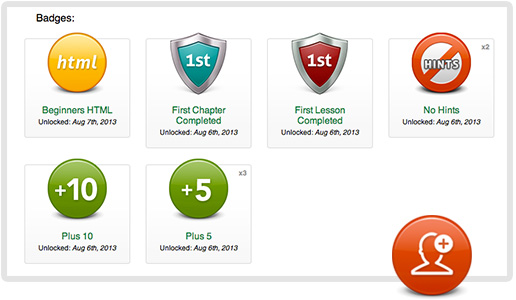 Badges:
html
1st
1st
HINTS
x2
Beginners HTML
Unlocked: Aug 7th, 2013
First Chapter
Completed
Unlocked: Aug 6th, 2013
First Lesson
Completed
Unlocked: Aug 6th, 2013
No Hints
Unlocked: Aug 6th, 2013
+10
+5
x3
Plus 10
Unlocked: Aug 6th, 2013
Plus 5
Unlocked: Aug 6th, 2013